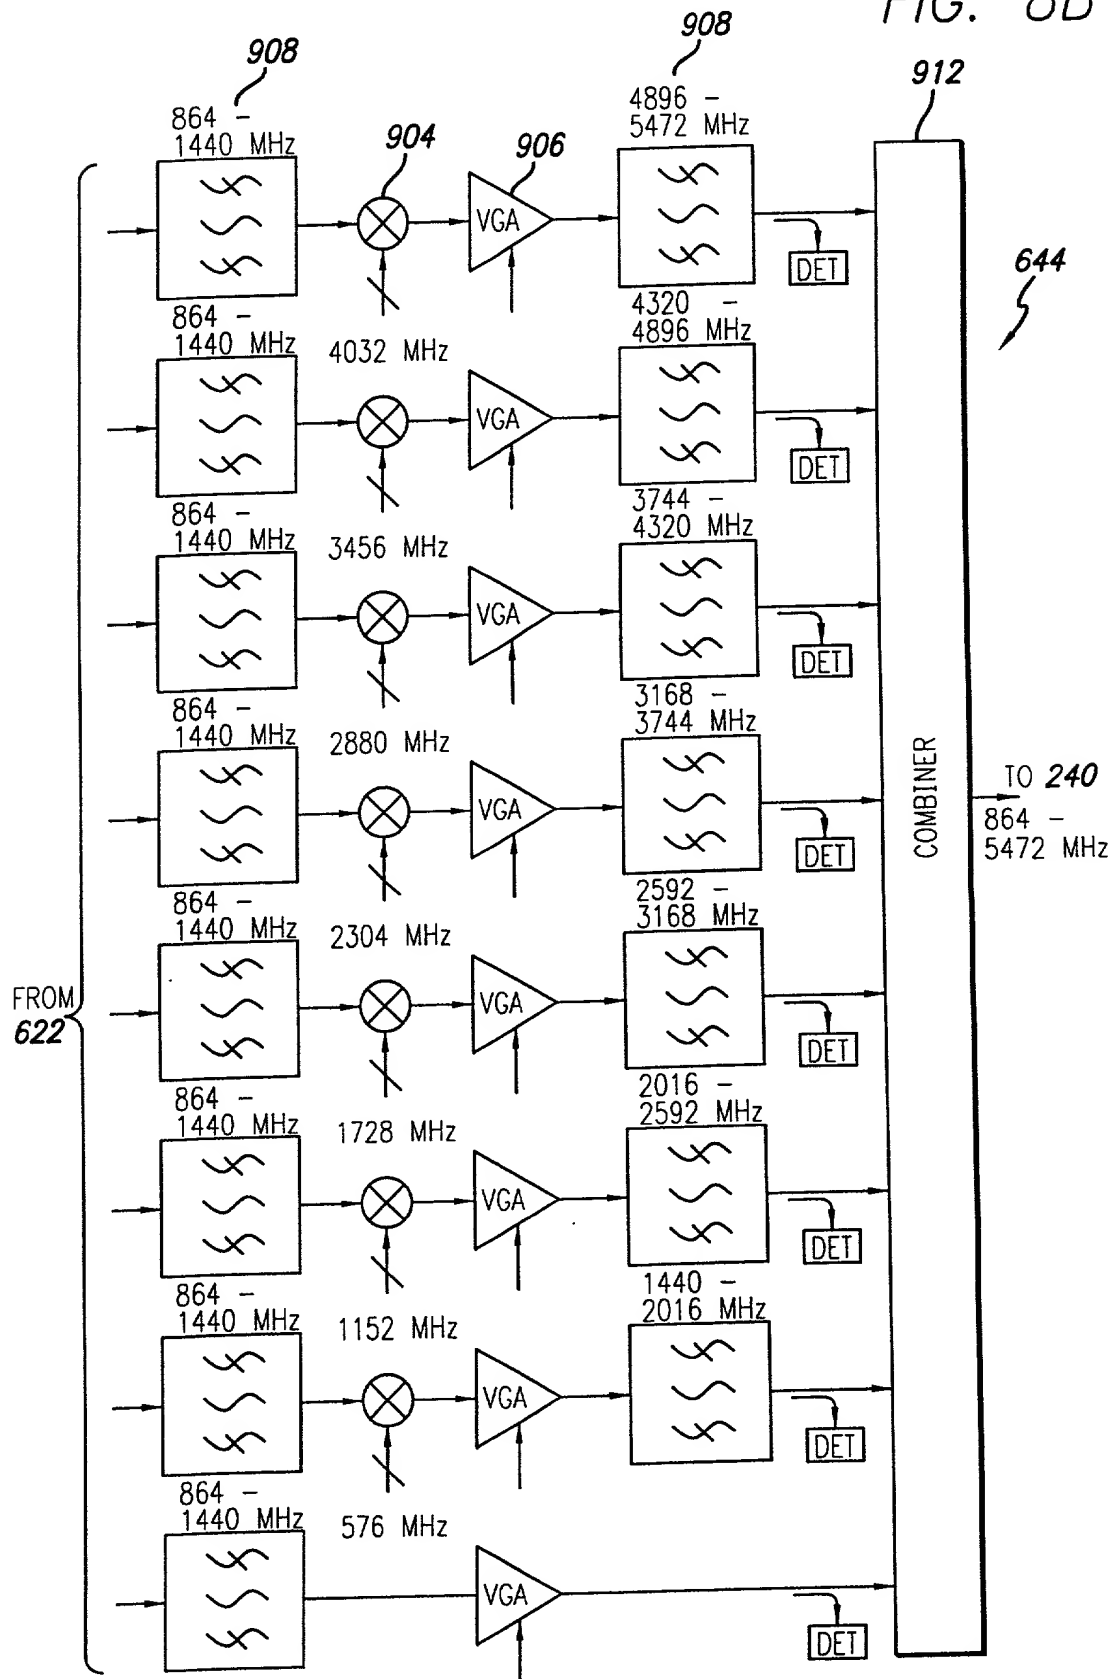 FIG. 8B
908
908
912
864 -
1440 MHz
904
906
4896 -
5472 MHz
VGA
DET
644
864 -
1440 MHz
4032 MHz
4320 -
4896 MHz
VGA
DET
864 -
1440 MHz
3456 MHz
3744 -
4320 MHz
VGA
DET
864 -
1440 MHz
2880 MHz
3168 -
3744 MHz
VGA
DET
COMBINER
TO 240
864 -
5472 MHz
864 -
1440 MHz
2304 MHz
2592 -
3168 MHz
FROM
622
VGA
DET
864 -
1440 MHz
1728 MHz
2016 -
2592 MHz
VGA
DET
864 -
1440 MHz
1152 MHz
1440 -
2016 MHz
VGA
DET
864 -
1440 MHz
576 MHz
VGA
DET